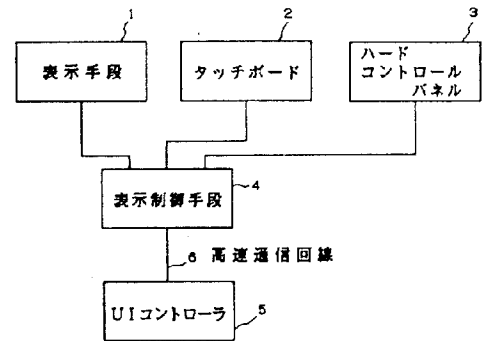 1
2
3
表示手段
タッチボード
ハード
コントロール
パネル
表示制御手段
4
6 高速通信回線
UIコントローラ
5